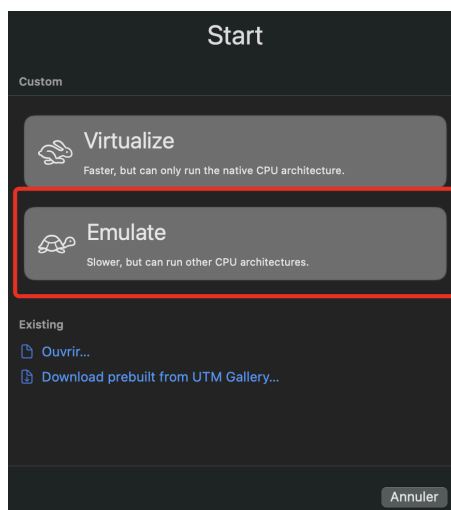 Start
Custom
Virtualize
Faster, but can only run the native CPU architecture.
Emulate
Slower, but can run other CPU architectures.
Existing
Ouvrir...
Download prebuilt from UTM Gallery...
Annuler